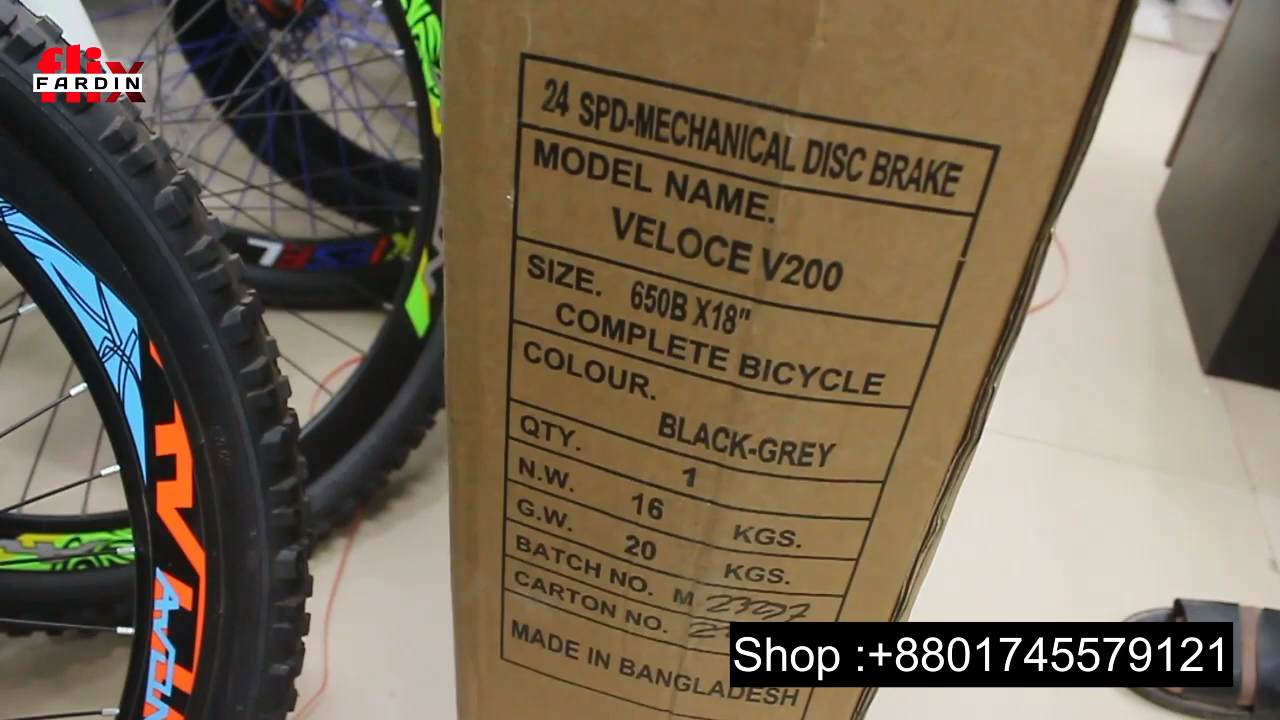 flix
FARDIN
24 SPD-MECHANICAL DISC BRAKE
MODEL NAME.
VELOCE V200
SIZE. 650B X18"
COMPLETE BICYCLE
COLOUR.
BLACK-GREY
QTY. 1
N.W. 16 KGS.
G.W. 20 KGS.
BATCH NO. M
CARTON NO.
MADE IN BANGLADESH
Shop :+8801745579121